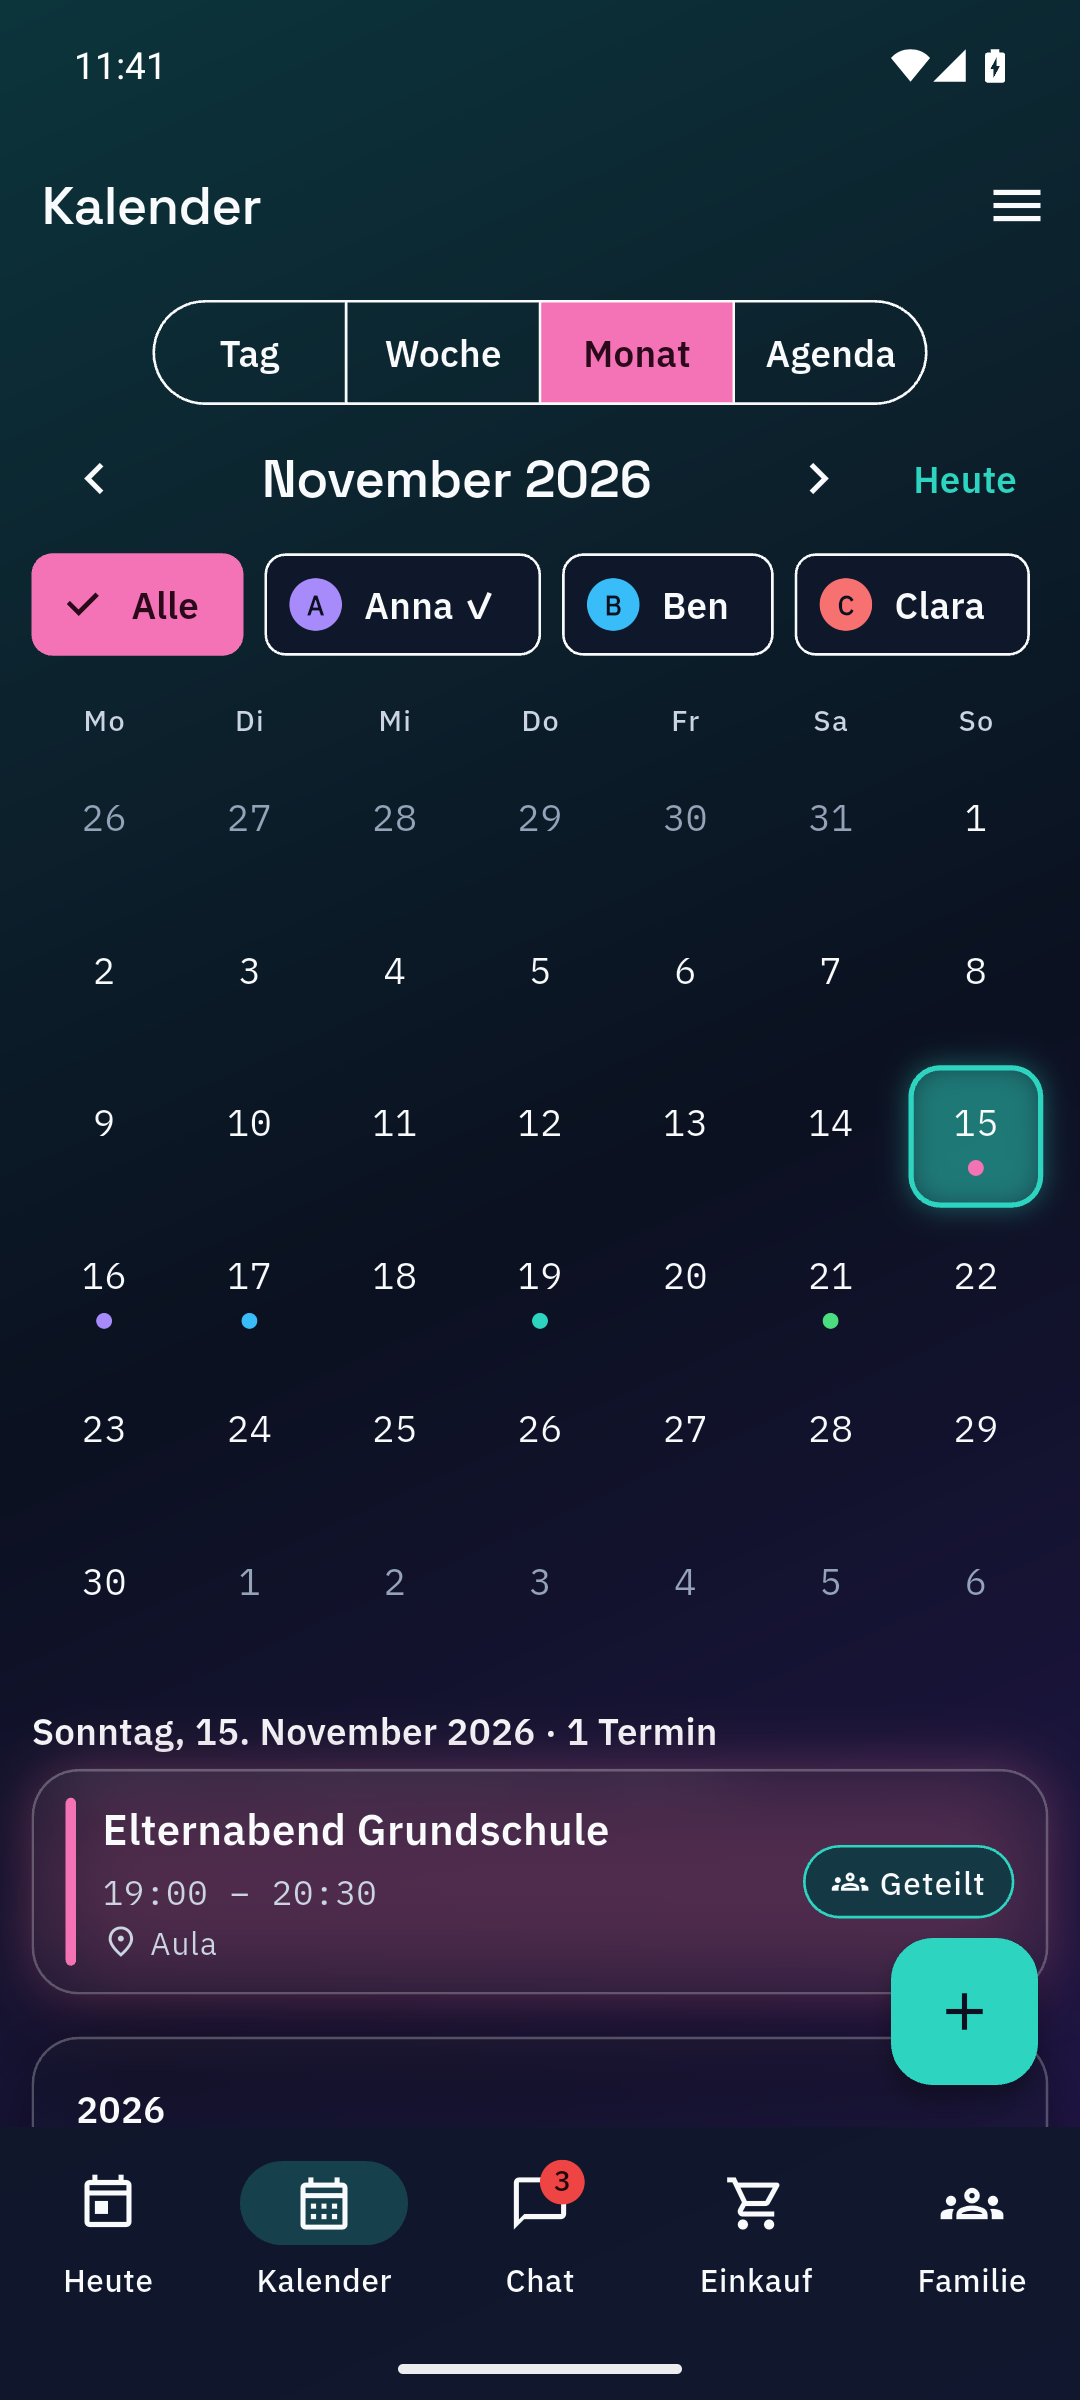 11:41
Kalender
Tag Woche Monat Agenda
November 2026 Heute
Alle A Anna ✓ B Ben C Clara
Mo Di Mi Do Fr Sa So
26 27 28 29 30 31 1
2 3 4 5 6 7 8
9 10 11 12 13 14 15
16 17 18 19 20 21 22
23 24 25 26 27 28 29
30 1 2 3 4 5 6
Sonntag, 15. November 2026 · 1 Termin
Elternabend Grundschule
19:00 – 20:30
Geteilt
Aula
+
2026
3
Heute Kalender Chat Einkauf Familie